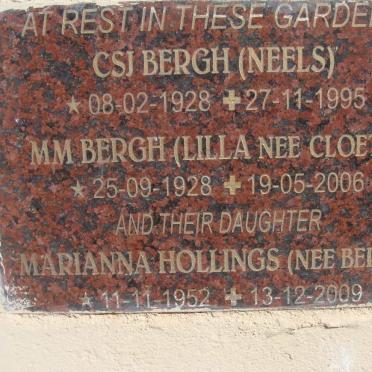 AT REST IN THESE GARDEN
CSJ BERGH (NEELS)
★ 08-02-1928 ✚ 27-11-1995
MM BERGH (LILLA NEE CLOE
★ 25-09-1928 ✚ 19-05-2006
AND THEIR DAUGHTER
MARIANNA HOLLINGS (NEE BE
★ 11-11-1952 ✚ 13-12-2009